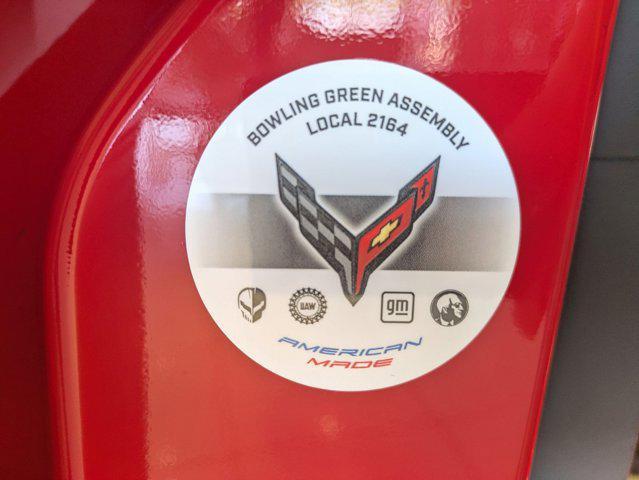 BOWLING GREEN ASSEMBLY
LOCAL 2164
UAW
gm
AMERICAN
MADE